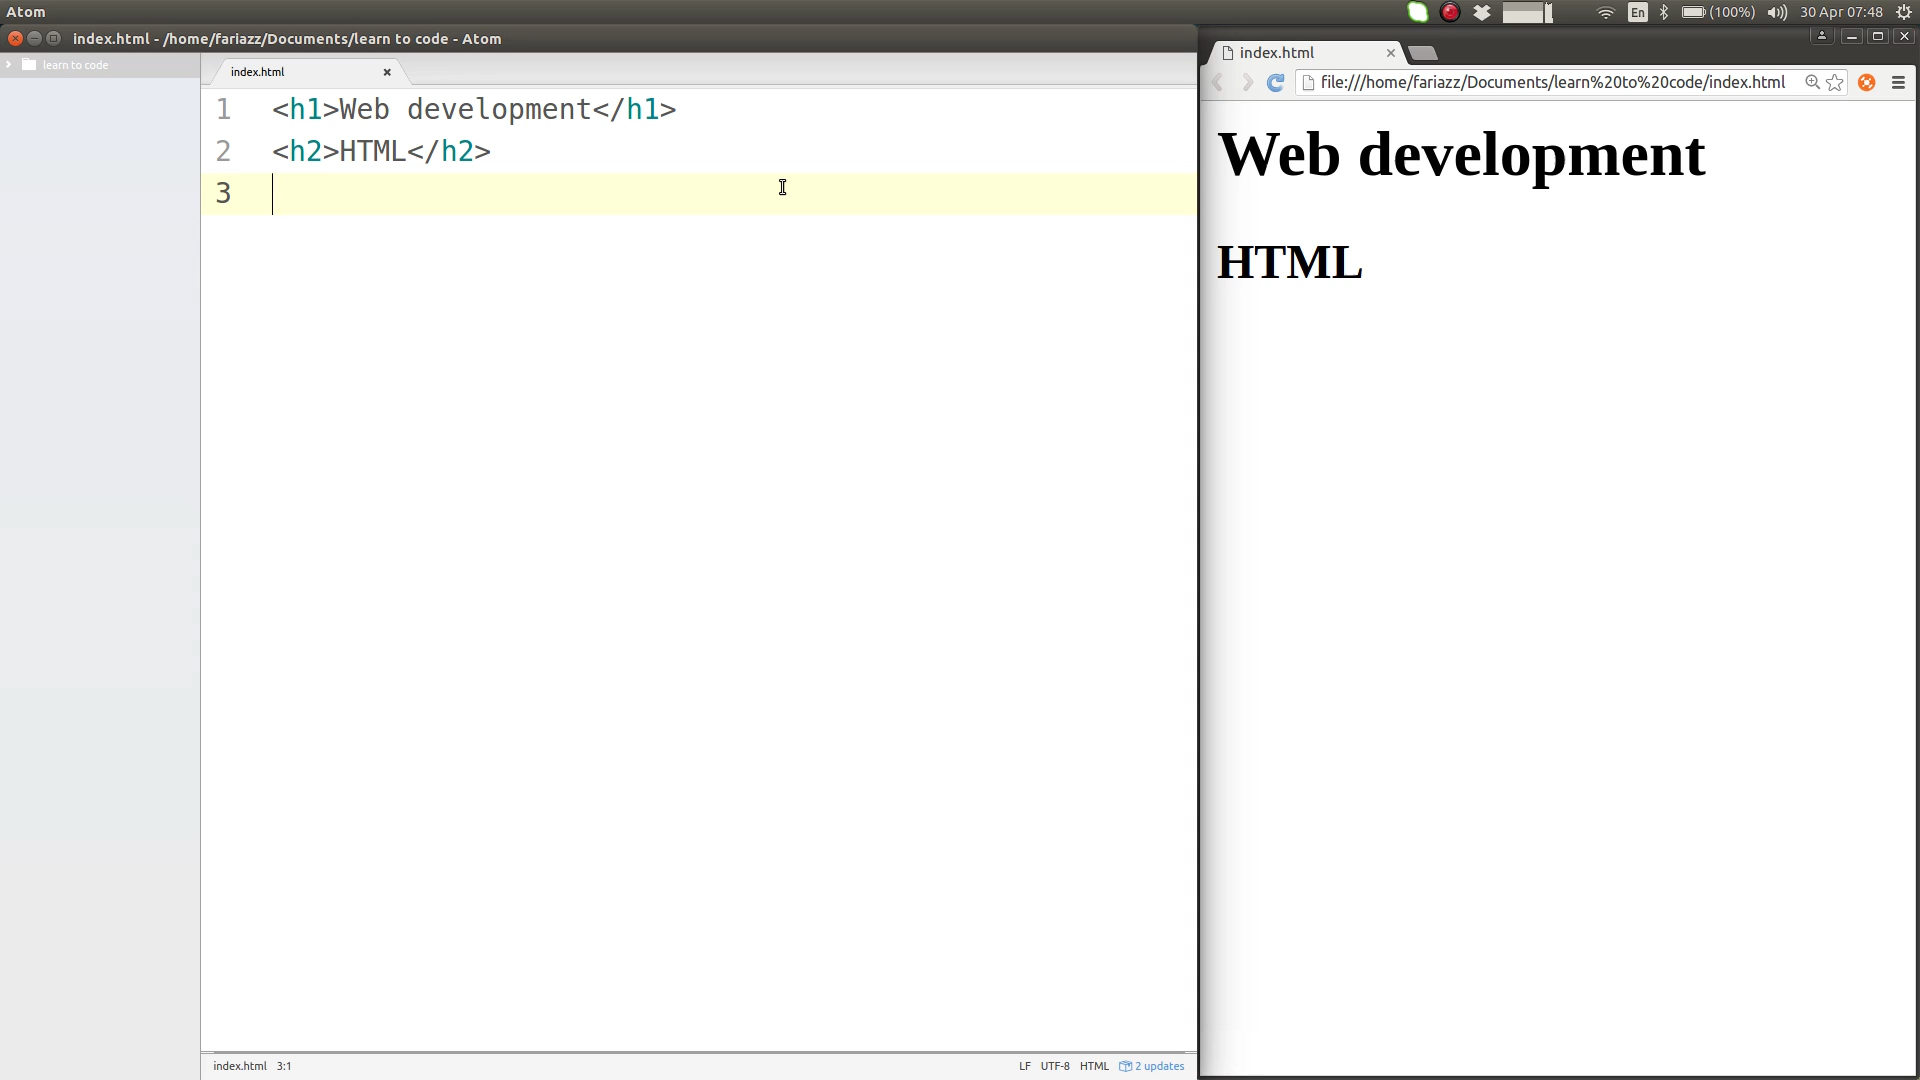 Atom
En
(100%)
30 Apr 07:48
index.html - /home/fariazz/Documents/learn to code - Atom
learn to code
index.html
1 <h1>Web development</h1>
2 <h2>HTML</h2>
3
index.html 3:1
LF UTF-8 HTML 2 updates
index.html
file:///home/fariazz/Documents/learn%20to%20code/index.html
Web development
HTML